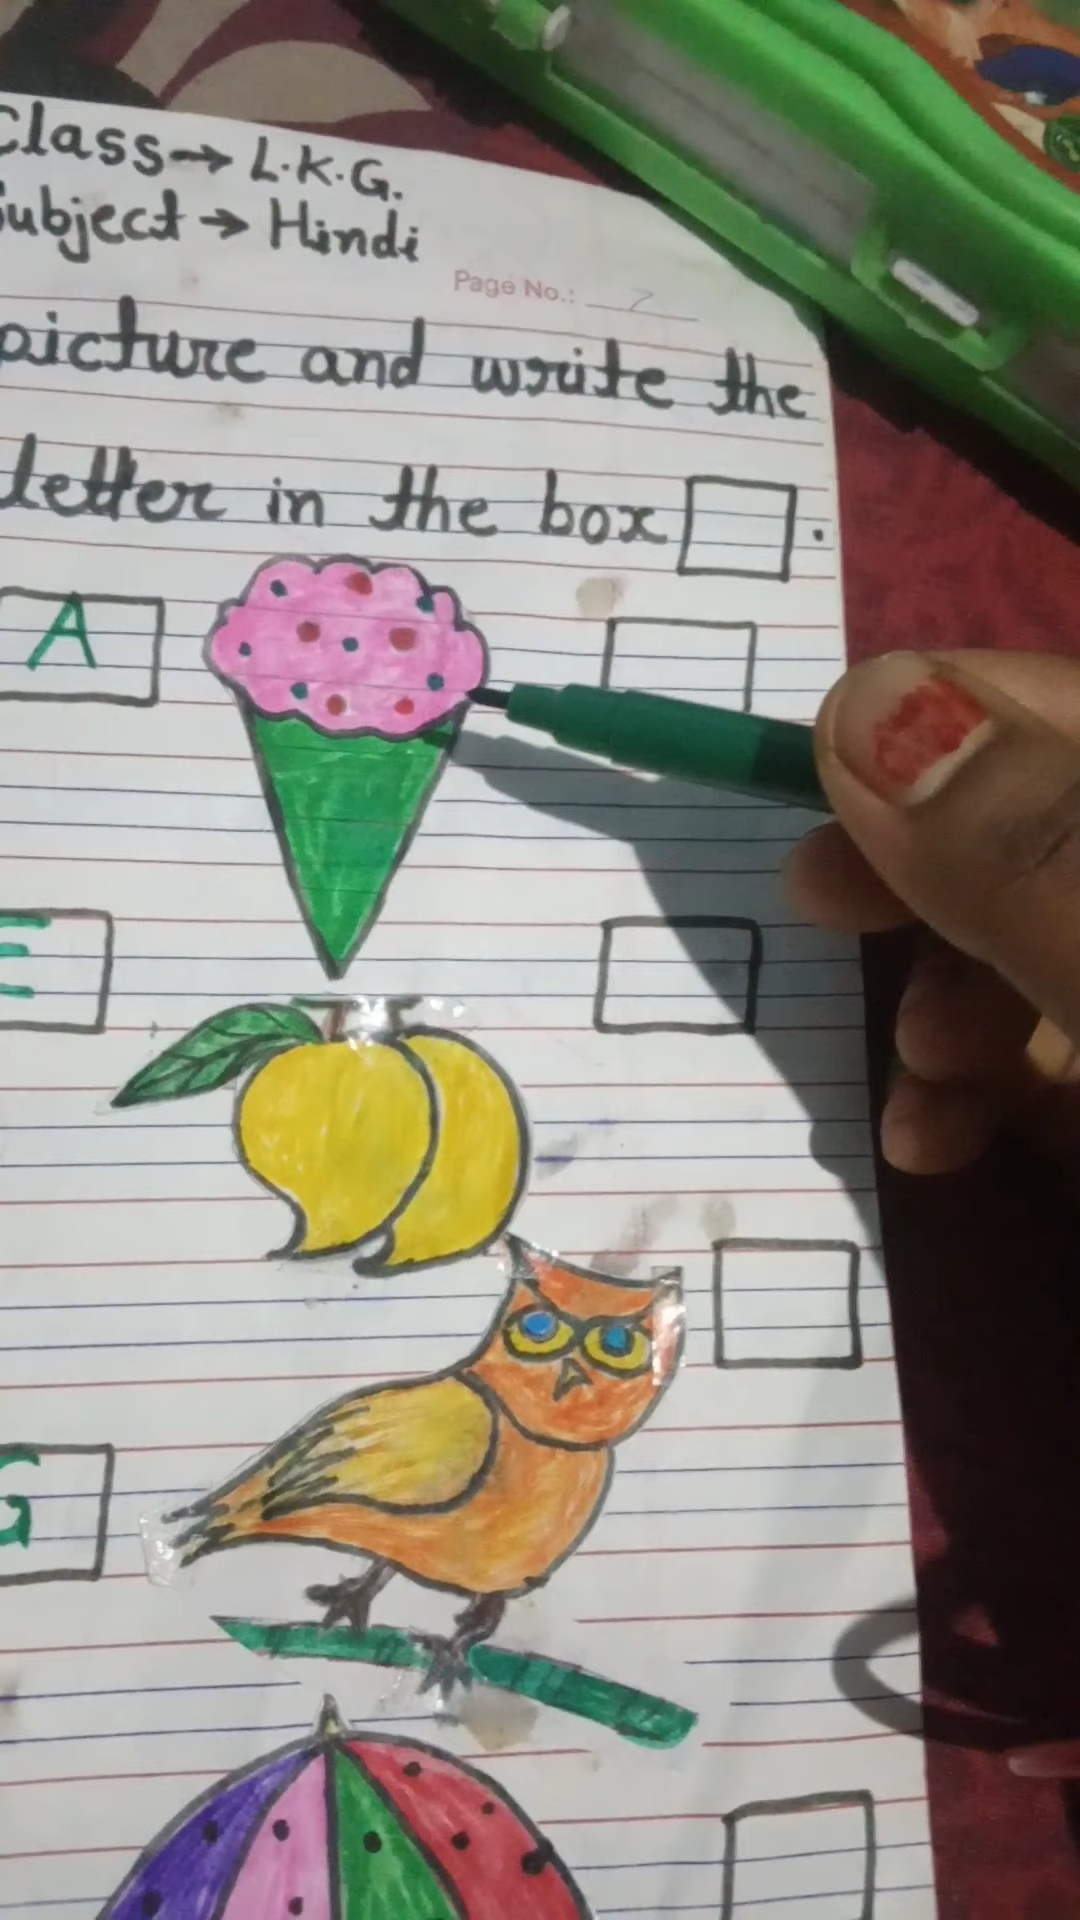 Class → L.K.G.
Subject → Hindi
Page No.: 7
picture and write the
letter in the box
A
E
G